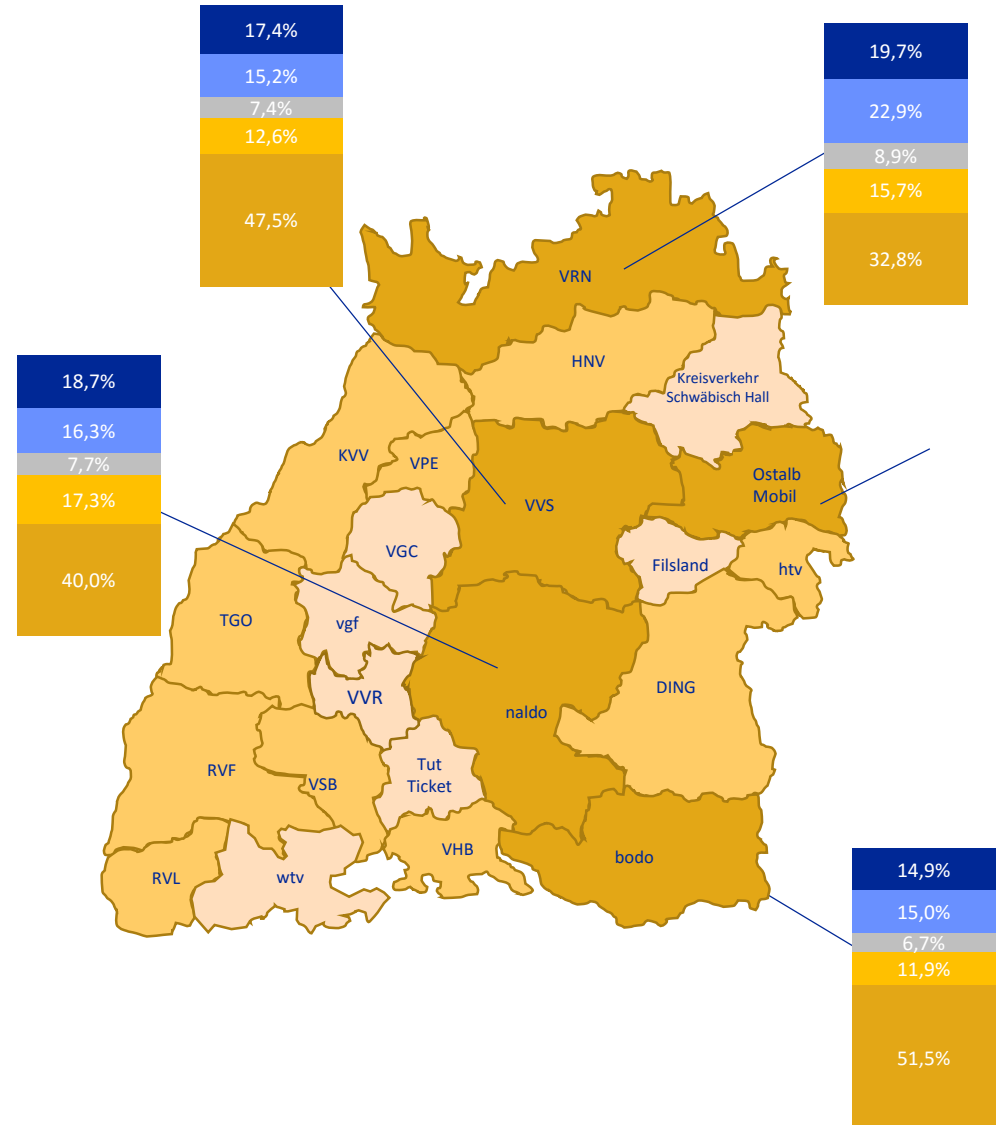 17,4%
15,2%
7,4%
12,6%
47,5%
19,7%
22,9%
8,9%
15,7%
32,8%
18,7%
16,3%
7,7%
17,3%
40,0%
VRN
HNV
Kreisverkehr
Schwäbisch Hall
KVV
VPE
VVS
Ostalb
Mobil
VGC
Filsland
htv
TGO
vgf
VVR
naldo
DING
RVF
VSB
Tut
Ticket
RVL
wtv
VHB
bodo
14,9%
15,0%
6,7%
11,9%
51,5%